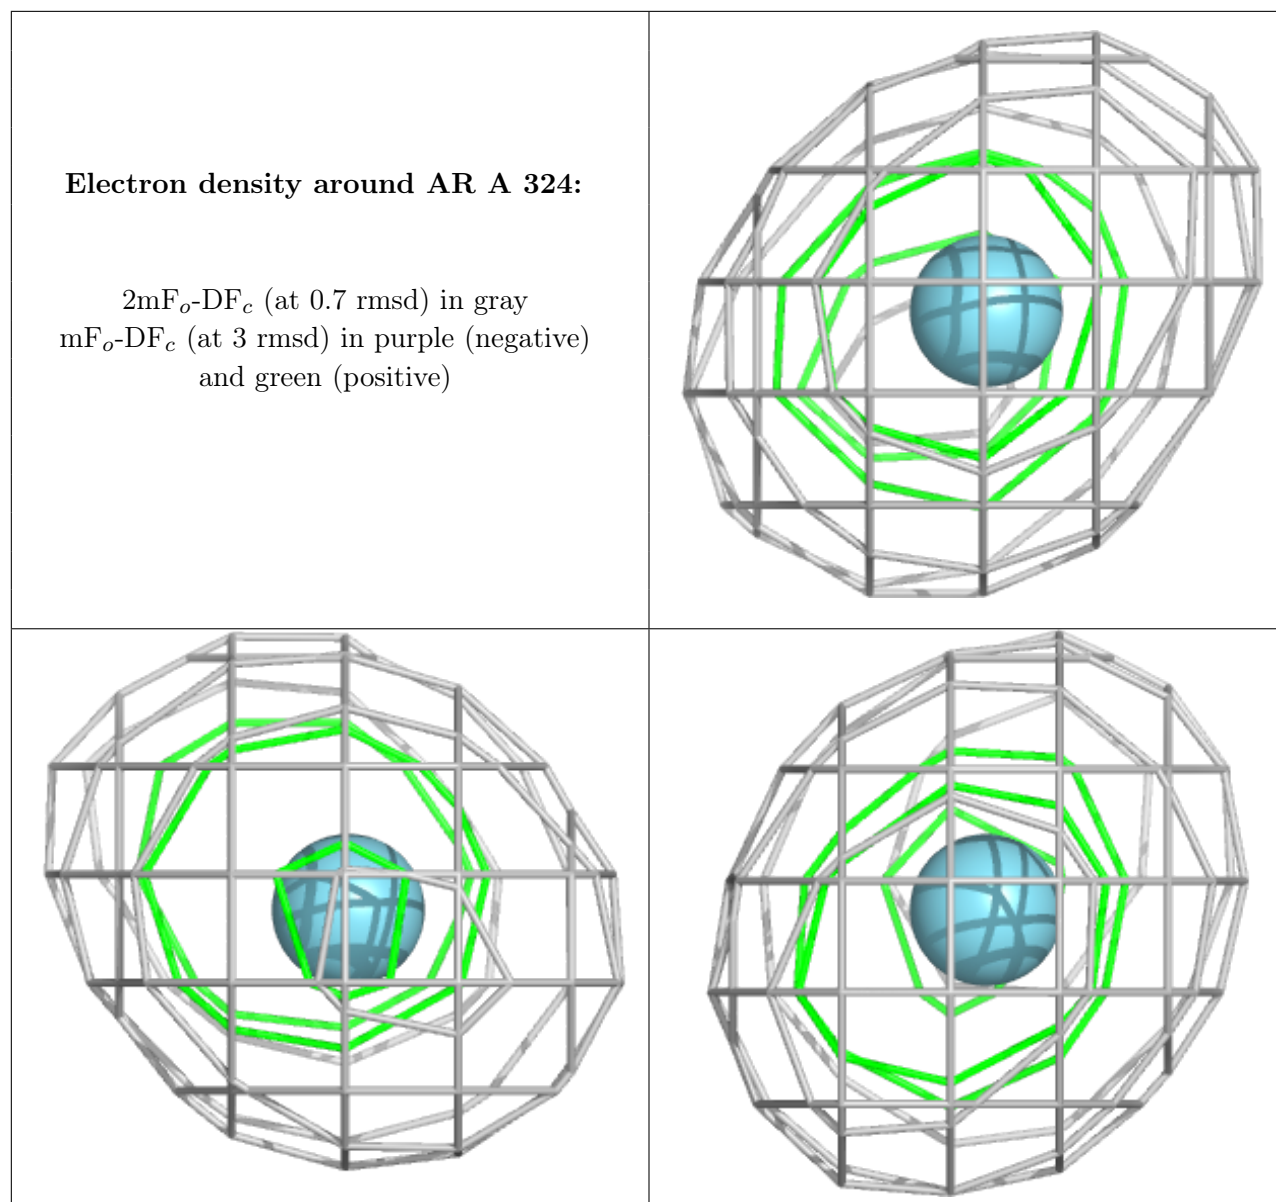 Electron density around AR A 324:
2mFo-DFc (at 0.7 rmsd) in gray
mFo-DFc (at 3 rmsd) in purple (negative)
and green (positive)